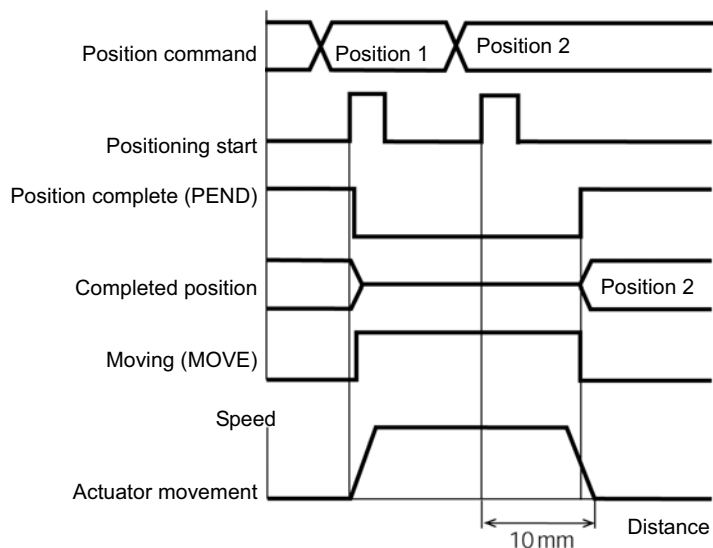 Position command
Position 1
Position 2
Positioning start
Position complete (PEND)
Completed position
Position 2
Moving (MOVE)
Speed
Actuator movement
10 mm
Distance